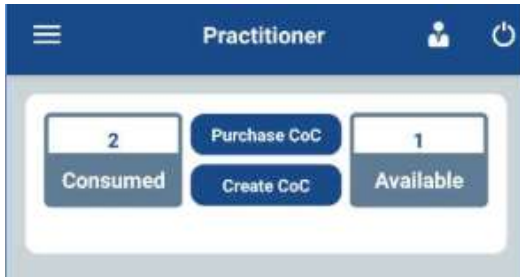 Practitioner
2
Consumed
Purchase CoC
Create CoC
1
Available